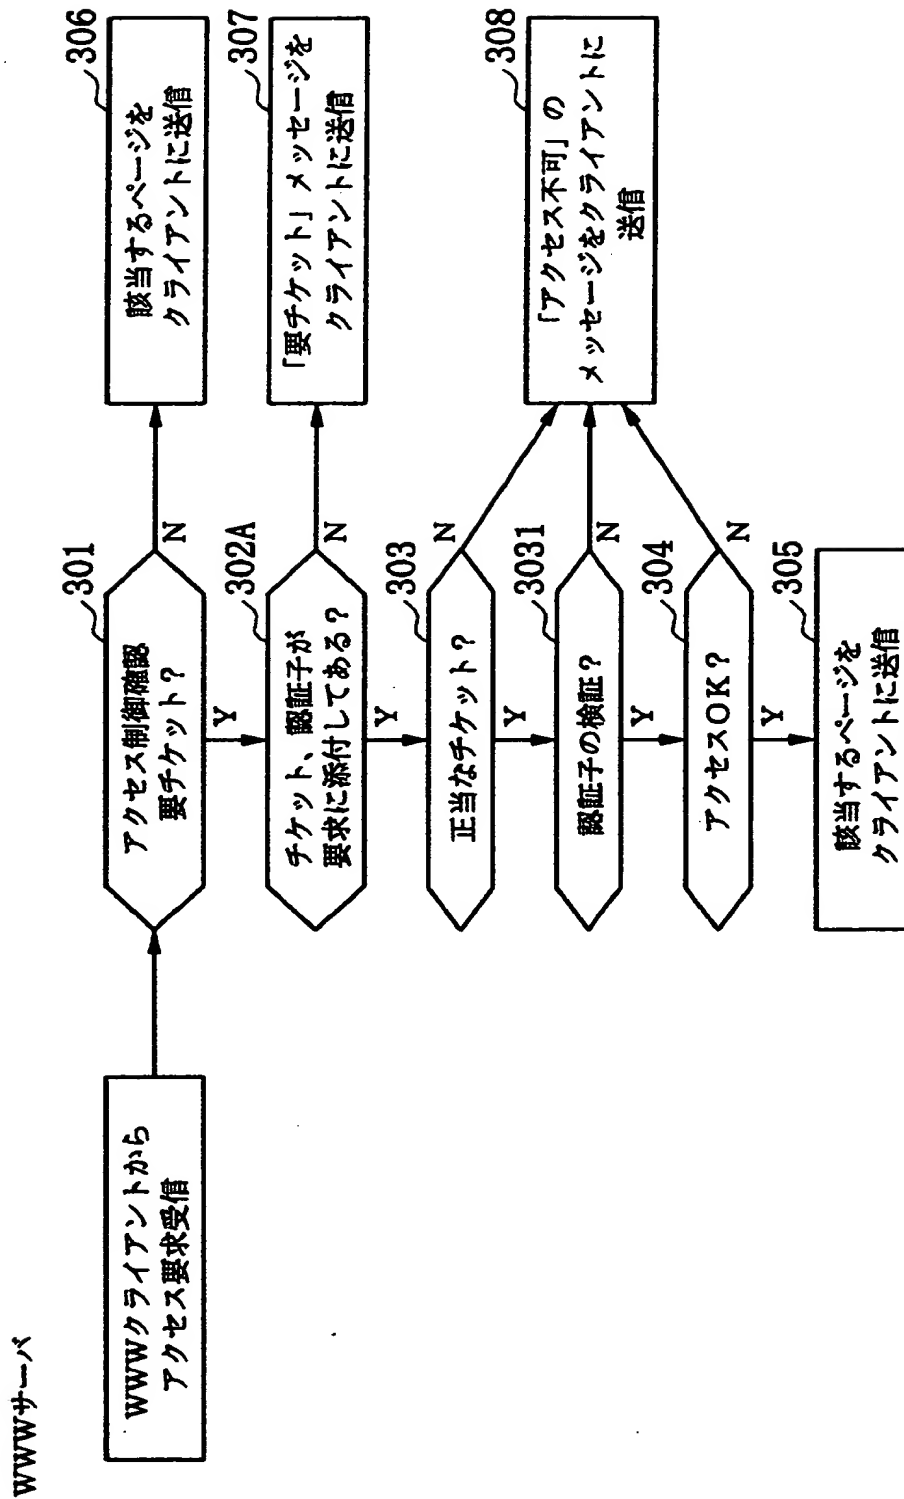 WWWサーバ
WWWクライアントから
アクセス要求受信
301
アクセス制御確認
要チケット?
N
306
該当するページを
クライアントに送信
Y
302A
チケット、認証子が
要求に添付してある?
N
307
「要チケット」メッセージを
クライアントに送信
Y
303
正当なチケット?
N
Y
3031
認証子の検証?
N
308
「アクセス不可」の
メッセージをクライアントに
送信
Y
304
アクセスOK?
N
Y
305
該当するページを
クライアントに送信